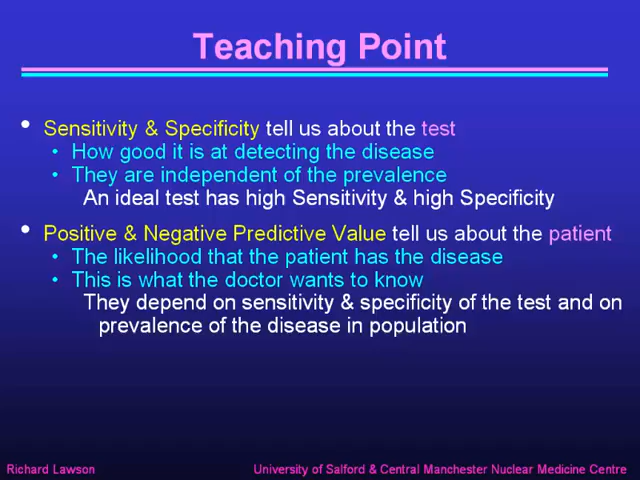 Teaching Point
• Sensitivity & Specificity tell us about the test
• How good it is at detecting the disease
• They are independent of the prevalence
An ideal test has high Sensitivity & high Specificity
• Positive & Negative Predictive Value tell us about the patient
• The likelihood that the patient has the disease
• This is what the doctor wants to know
They depend on sensitivity & specificity of the test and on
prevalence of the disease in population
Richard Lawson
University of Salford & Central Manchester Nuclear Medicine Centre